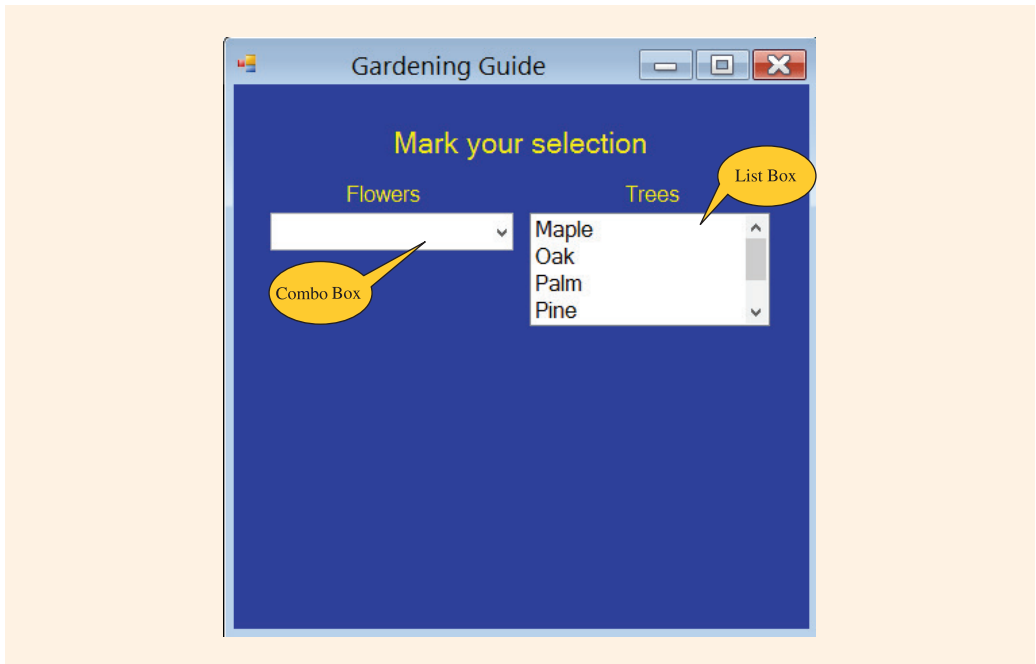 Gardening Guide
Mark your selection
List Box
Flowers
Trees
Maple
Oak
Palm
Pine
Combo Box